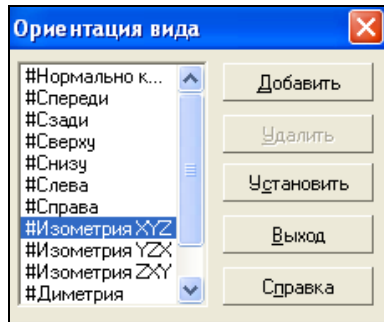 Ориентация вида
#Нормально к...
#Спереди
#Сзади
#Сверху
#Снизу
#Слева
#Справа
#Изометрия XYZ
#Изометрия YZX
#Изометрия ZXY
#Диметрия
Добавить
Удалить
Установить
Выход
Справка